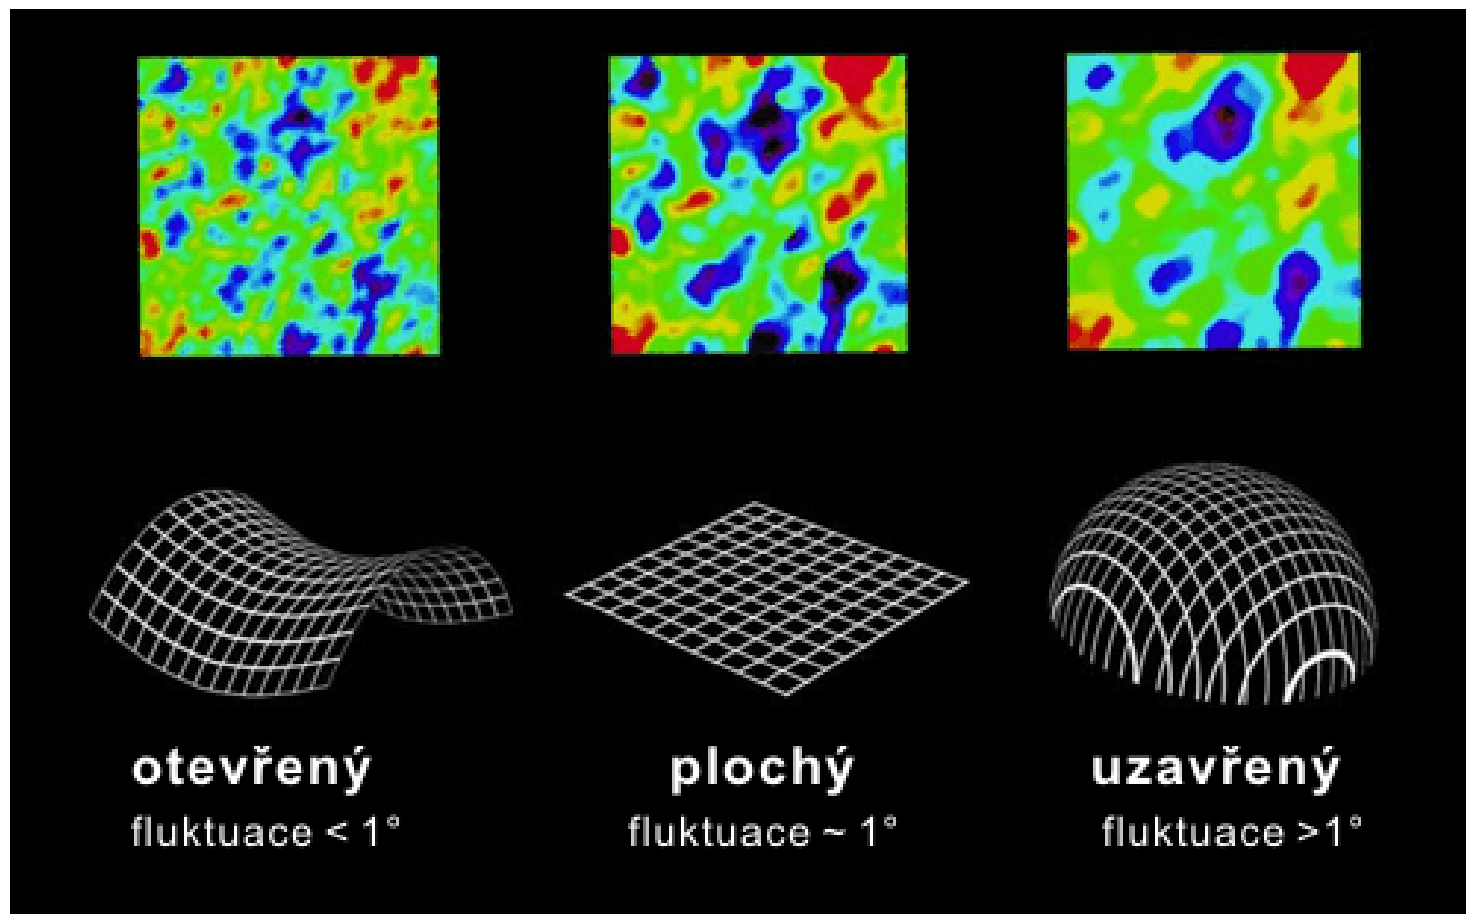 otevřený
fluktuace < 1°
plochý
fluktuace ~ 1°
uzavřený
fluktuace >1°